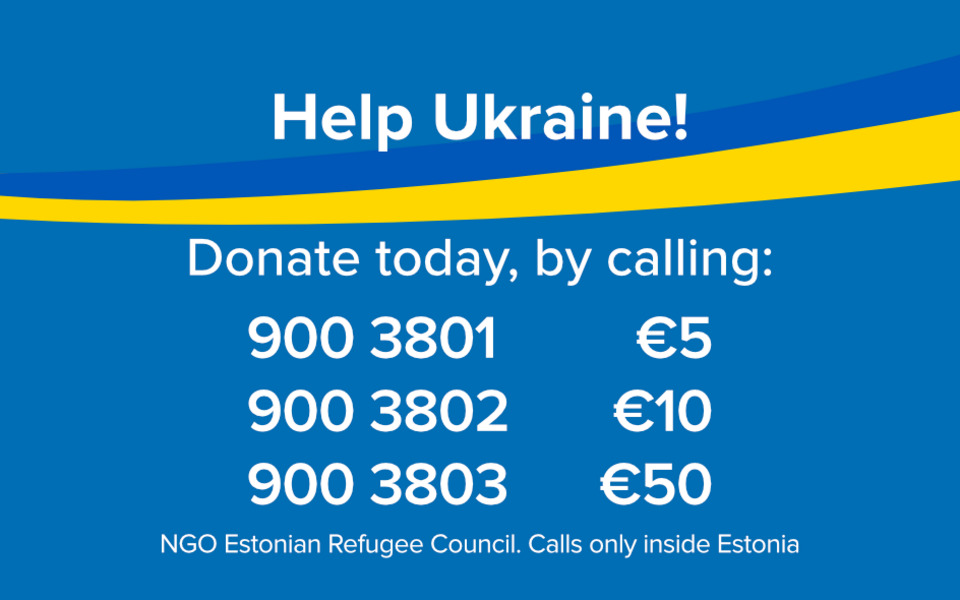 Help Ukraine!
Donate today, by calling:
900 3801 €5
900 3802 €10
900 3803 €50
NGO Estonian Refugee Council. Calls only inside Estonia